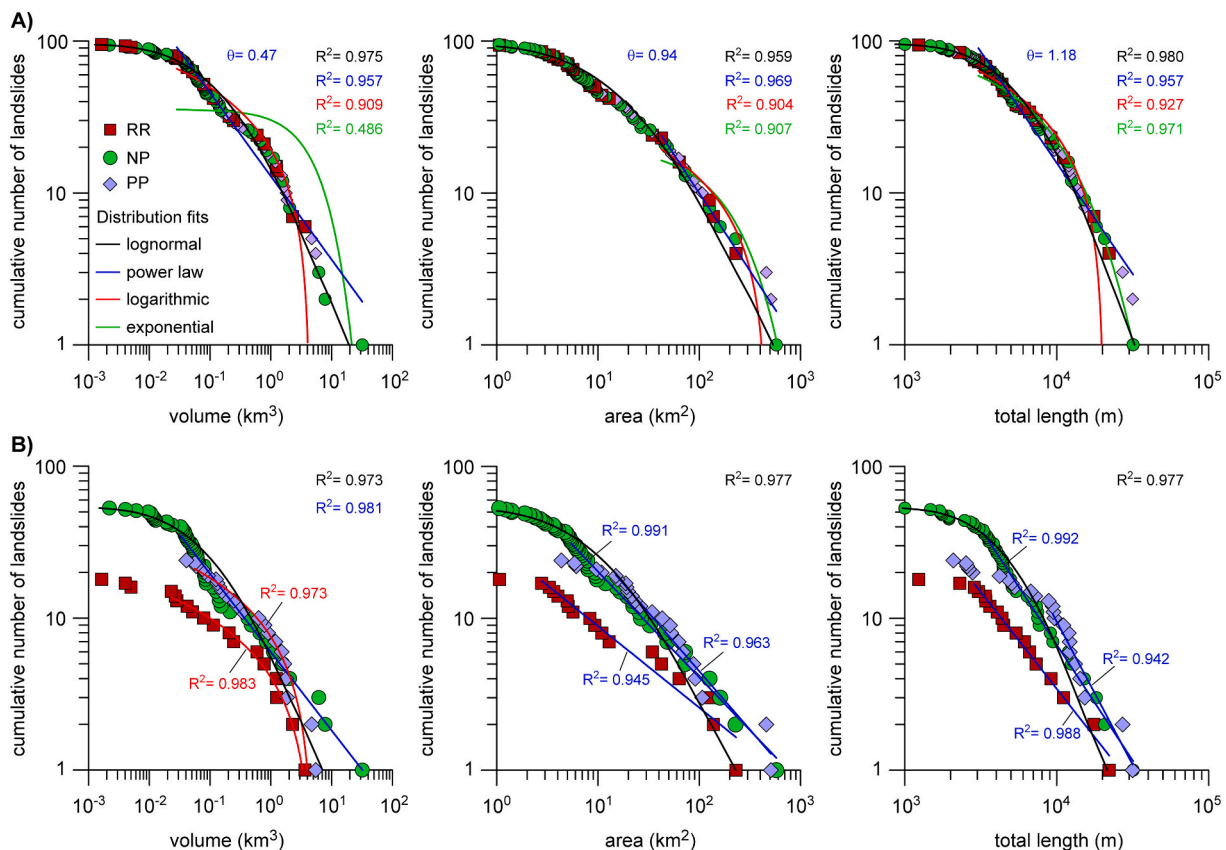 A)
cumulative number of landslides
100
10
1
θ= 0.47
R²= 0.975
R²= 0.957
R²= 0.909
R²= 0.486
RR
NP
PP
Distribution fits
lognormal
power law
logarithmic
exponential
10⁻³ 10⁻² 10⁻¹ 10⁰ 10¹ 10²
volume (km³)
cumulative number of landslides
θ= 0.94
R²= 0.959
R²= 0.969
R²= 0.904
R²= 0.907
10⁰ 10¹ 10² 10³
area (km²)
cumulative number of landslides
θ= 1.18
R²= 0.980
R²= 0.957
R²= 0.927
R²= 0.971
10³ 10⁴ 10⁵
total length (m)
B)
cumulative number of landslides
100
10
1
R²= 0.973
R²= 0.981
R²= 0.973
R²= 0.983
10⁻³ 10⁻² 10⁻¹ 10⁰ 10¹ 10²
volume (km³)
cumulative number of landslides
R²= 0.977
R²= 0.991
R²= 0.963
R²= 0.945
10⁰ 10¹ 10² 10³
area (km²)
cumulative number of landslides
R²= 0.977
R²= 0.992
R²= 0.942
R²= 0.988
10³ 10⁴ 10⁵
total length (m)